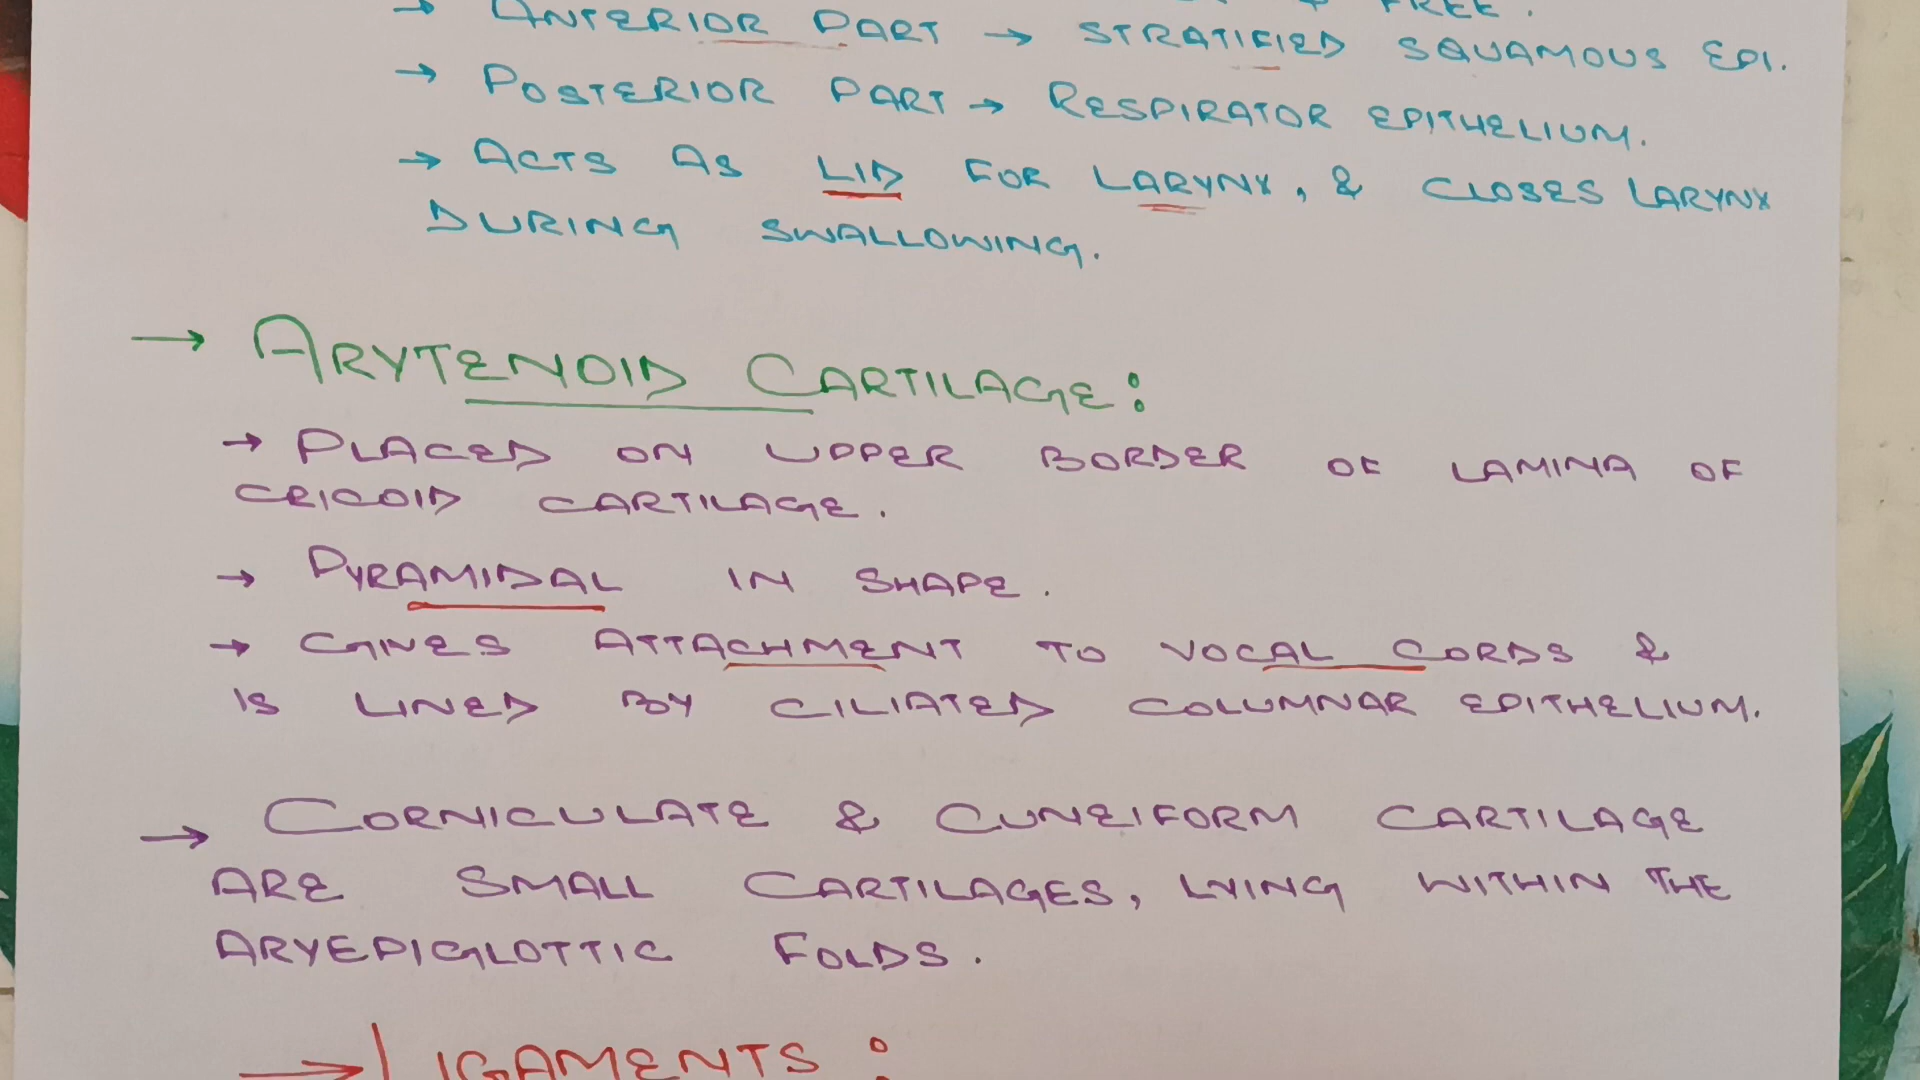 & FREE.
→ ANTERIOR PART → STRATIFIED SQUAMOUS EPI.
→ POSTERIOR PART → RESPIRATOR EPITHELIUM.
→ ACTS AS LID FOR LARYNX, & CLOSES LARYNX
DURING SWALLOWING.
→ ARYTENOID CARTILAGE:
→ PLACED ON UPPER BORDER OF LAMINA OF
CRICOID CARTILAGE.
→ PYRAMIDAL IN SHAPE.
→ GIVES ATTACHMENT TO VOCAL CORDS &
IS LINED BY CILIATED COLUMNAR EPITHELIUM.
→ CORNICULATE & CUNEIFORM CARTILAGE
ARE SMALL CARTILAGES, LYING WITHIN THE
ARYEPIGLOTTIC FOLDS.
→ LIGAMENTS: